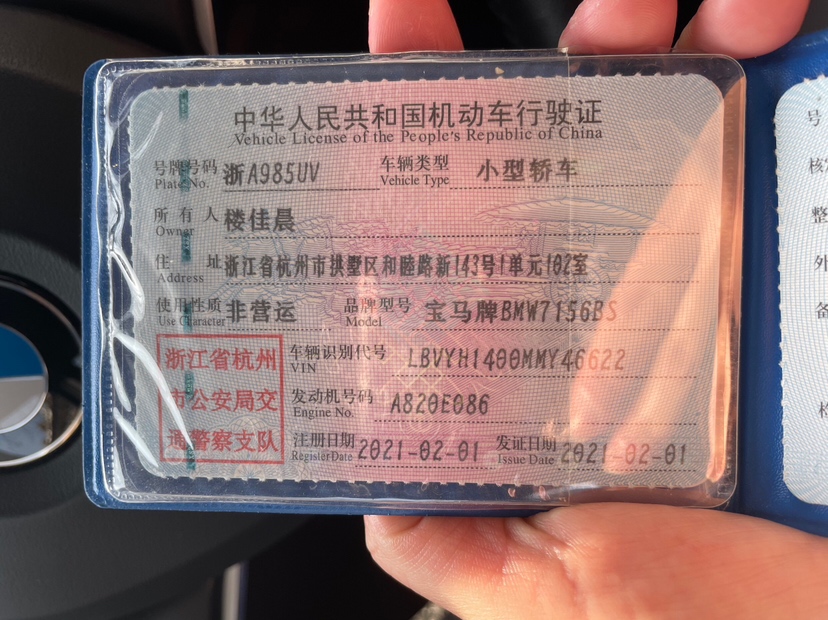 中华人民共和国机动车行驶证
Vehicle License of the People's Republic of China
号牌号码 浙A985UV 车辆类型 小型轿车
Plate No. Vehicle Type
所有人 楼佳晨
Owner
住址 浙江省杭州市拱墅区和睦路新143号1单元102室
Address
使用性质 非营运 品牌型号 宝马牌BMW7156BS
Use Character Model
浙江省杭州
市公安局交
通警察支队
车辆识别代号 LBVYH1400MMY46622
VIN
发动机号码 A820E086
Engine No.
注册日期 2021-02-01 发证日期 2021-02-01
Register Date Issue Date
号
核
整
外
备
检